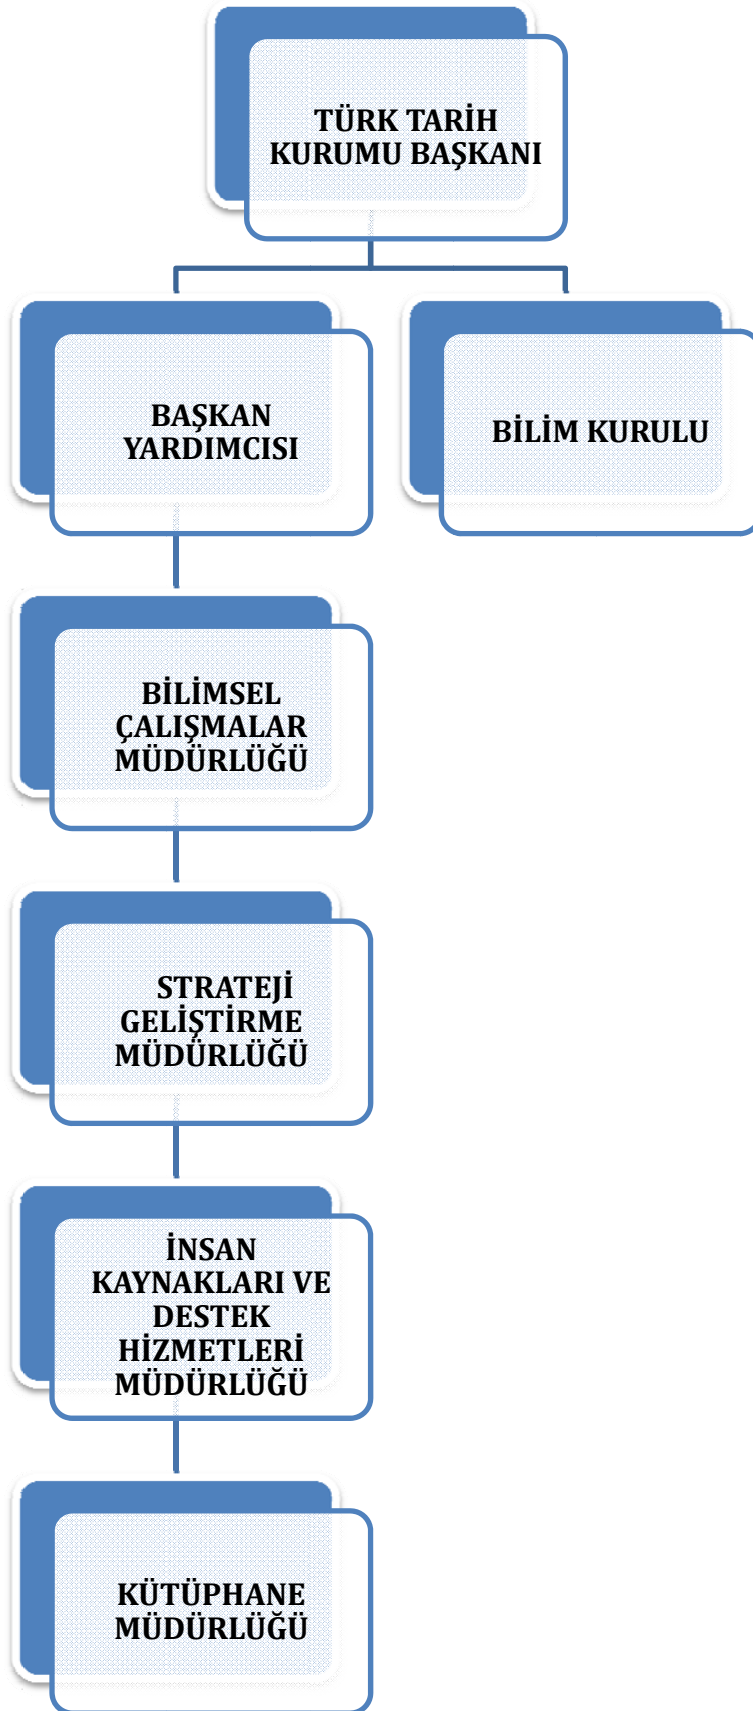 TÜRK TARİH
KURUMU BAŞKANI
BAŞKAN
YARDIMCISI
BİLİM KURULU
BİLİMSEL
ÇALIŞMALAR
MÜDÜRLÜĞÜ
STRATEJİ
GELİŞTİRME
MÜDÜRLÜĞÜ
İNSAN
KAYNAKLARI VE
DESTEK
HİZMETLERİ
MÜDÜRLÜĞÜ
KÜTÜPHANE
MÜDÜRLÜĞÜ